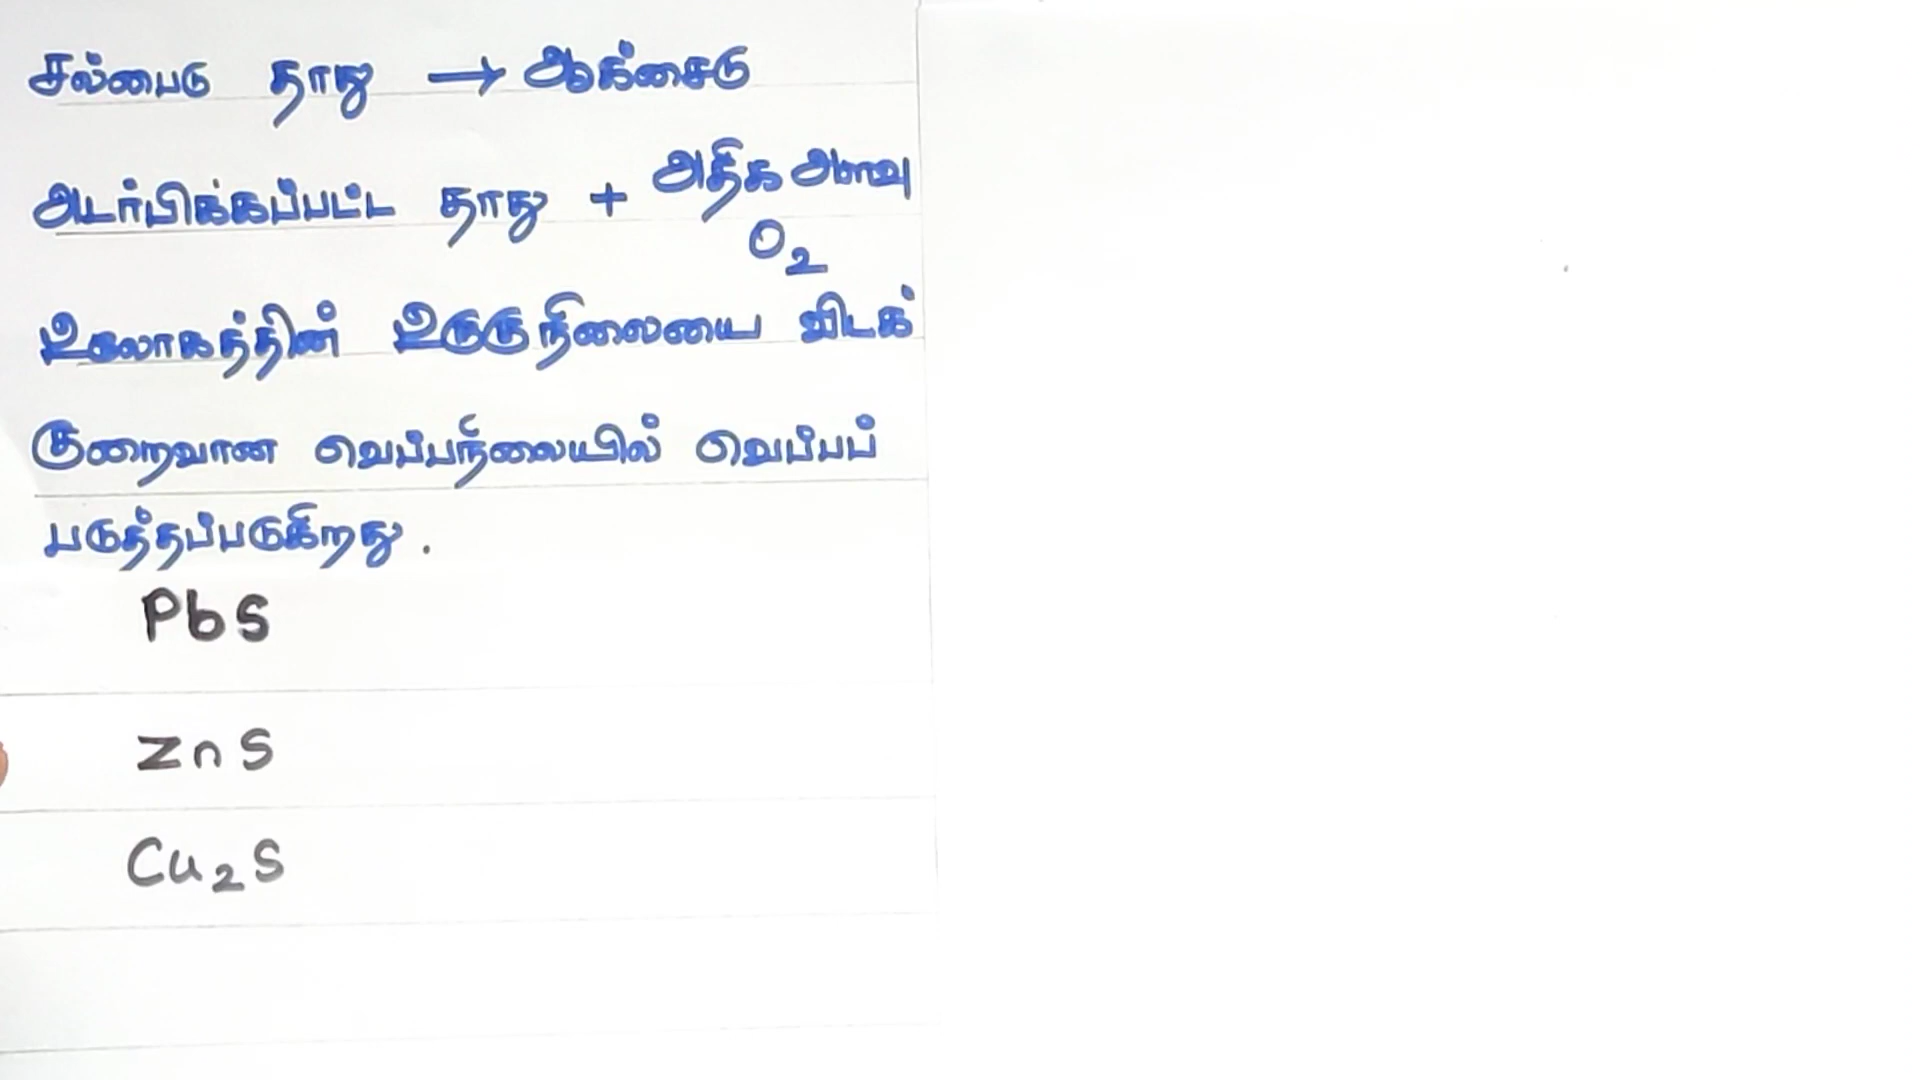 சல்பைடு தாது → ஆக்சைடு
அடர்பிக்கப்பட்ட தாது + அதிக அளவு
O₂
உலோகத்தின் உருகுநிலையை விடக்
குறைவான வெப்பநிலையில் வெப்பப்
படுத்தப்படுகிறது.
PbS
ZnS
Cu₂S